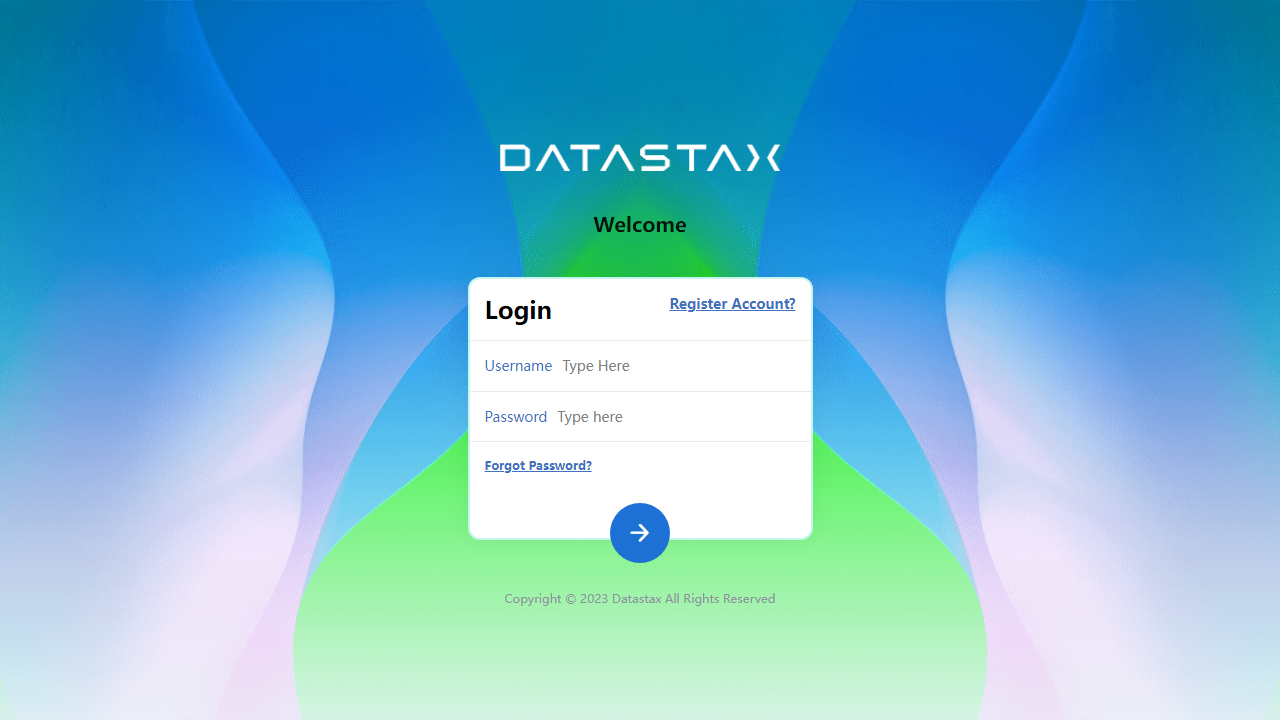 DATASTAX
Welcome
Login
Register Account?
Username Type Here
Password Type here
Forgot Password?
Copyright © 2023 Datastax All Rights Reserved